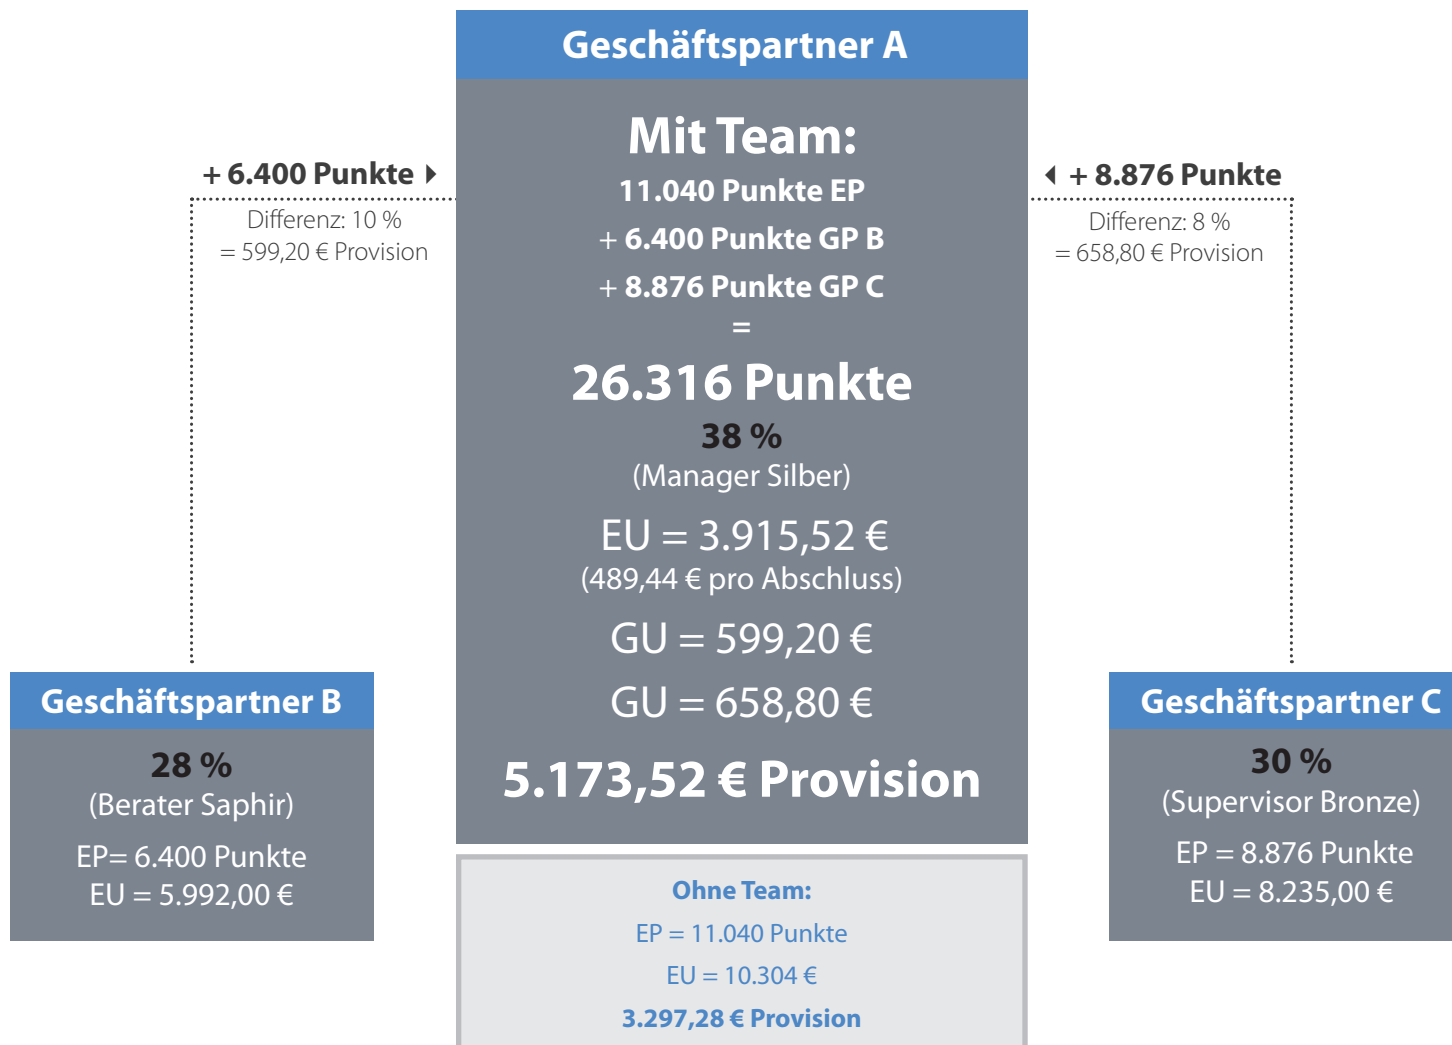 Geschäftspartner A
Mit Team:
11.040 Punkte EP
+ 6.400 Punkte GP B
+ 8.876 Punkte GP C
=
26.316 Punkte
38 %
(Manager Silber)
EU = 3.915,52 €
(489,44 € pro Abschluss)
GU = 599,20 €
GU = 658,80 €
5.173,52 € Provision
+ 6.400 Punkte
Differenz: 10 %
= 599,20 € Provision
+ 8.876 Punkte
Differenz: 8 %
= 658,80 € Provision
Geschäftspartner B
28 %
(Berater Saphir)
EP= 6.400 Punkte
EU = 5.992,00 €
Geschäftspartner C
30 %
(Supervisor Bronze)
EP = 8.876 Punkte
EU = 8.235,00 €
Ohne Team:
EP = 11.040 Punkte
EU = 10.304 €
3.297,28 € Provision